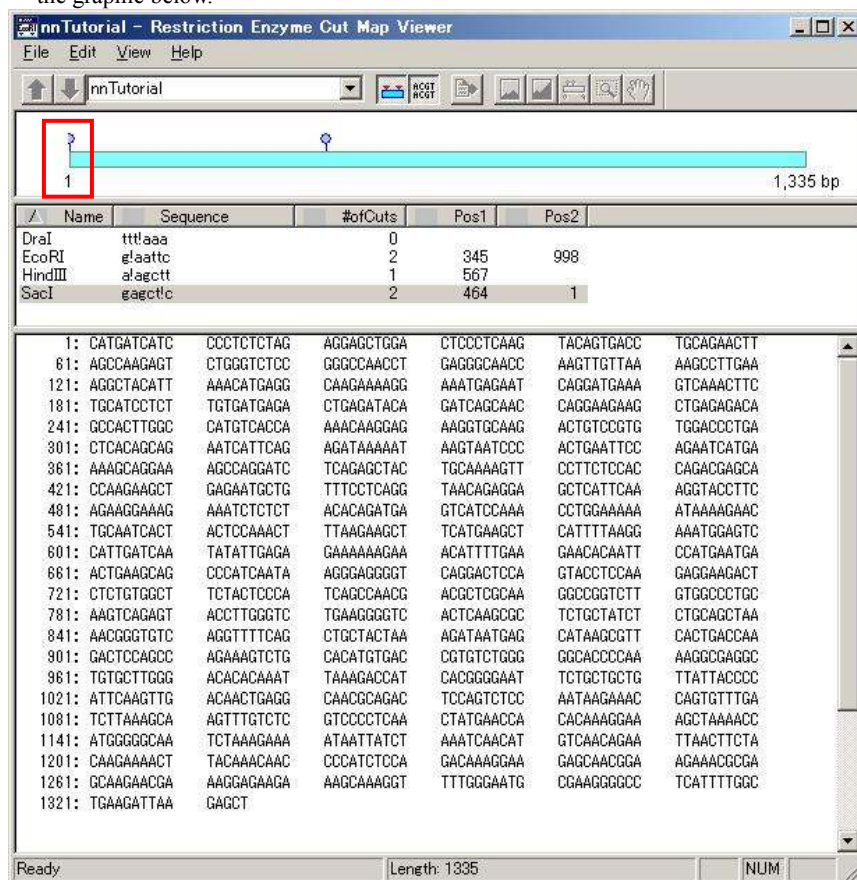 the graphic below.
nnTutorial - Restriction Enzyme Cut Map Viewer
File Edit View Help
nnTutorial
ACGT
ACGT
1
1,335 bp
Name Sequence #ofCuts Pos1 Pos2
DraI ttt!aaa 0
EcoRI g!aattc 2 345 998
HindIII a!agctt 1 567
SacI gagct!c 2 464 1
1: CATGATCATC CCCTCTCTAG AGGAGCTGGA CTCCCTCAAG TACAGTGACC TGCAGAACTT
61: AGCCAAGAGT CTGGGTCTCC GGGCCAACCT GAGGGCAACC AAGTTGTTAA AAGCCTTGAA
121: AGGCTACATT AAACATGAGG CAAGAAAAGG AAATGAGAAT CAGGATGAAA GTCAAACTTC
181: TGCATCCTCT TGTGATGAGA CTGAGATACA GATCAGCAAC CAGGAAGAAG CTGAGAGACA
241: GCCACTTGGC CATGTCACCA AAACAAGGAG AAGGTGCAAG ACTGTCCGTG TGGACCCTGA
301: CTCACAGCAG AATCATTCAG AGATAAAAAT AAGTAATCCC ACTGAATTCC AGAATCATGA
361: AAAGCAGGAA AGCCAGGATC TCAGAGCTAC TGCAAAAGTT CCTTCTCCAC CAGACGAGCA
421: CCAAGAAGCT GAGAATGCTG TTTCCTCAGG TAACAGAGGA GCTCATTCAA AGGTACCTTC
481: AGAAGGAAAG AAATCTCTCT ACACAGATGA GTCATCCAAA CCTGGAAAAA ATAAAAGAAC
541: TGCAATCACT ACTCCAAACT TTAAGAAGCT TCATGAAGCT CATTTTAAGG AAATGGAGTC
601: CATTGATCAA TATATTGAGA GAAAAAAGAA ACATTTTGAA GAACACAATT CCATGAATGA
661: ACTGAAGCAG CCCATCAATA AGGGAGGGGT CAGGACTCCA GTACCTCCAA GAGGAAGACT
721: CTCTGTGGCT TCTACTCCCA TCAGCCAACG ACGCTCGCAA GGCCGGTCTT GTGGCCCTGC
781: AAGTCAGAGT ACCTTGGGTC TGAAGGGGTC ACTCAAGCGC TCTGCTATCT CTGCAGCTAA
841: AACGGGTGTC AGGTTTTCAG CTGCTACTAA AGATAATGAG CATAAGCGTT CACTGACCAA
901: GACTCCAGCC AGAAAGTCTG CACATGTGAC CGTGTCTGGG GGCACCCCAA AAGGCGAGGC
961: TGTGCTTGGG ACACACAAAT TAAAGACCAT CACGGGGAAT TCTGCTGCTG TTATTACCCC
1021: ATTCAAGTTG ACAACTGAGG CAACGCAGAC TCCAGTCTCC AATAAGAAAC CAGTGTTTGA
1081: TCTTAAAGCA AGTTTGTCTC GTCCCCTCAA CTATGAACCA CACAAAGGAA AGCTAAAACC
1141: ATGGGGGCAA TCTAAAGAAA ATAATTATCT AAATCAACAT GTCAACAGAA TTAACTTCTA
1201: CAAGAAAACT TACAAACAAC CCCATCTCCA GACAAAGGAA GAGCAACGGA AGAAACGCGA
1261: GCAAGAACGA AAGGAGAAGA AAGCAAAGGT TTTGGGAATG CGAAGGGGCC TCATTTTGGC
1321: TGAAGATTAA GAGCT
Ready Length: 1335 NUM